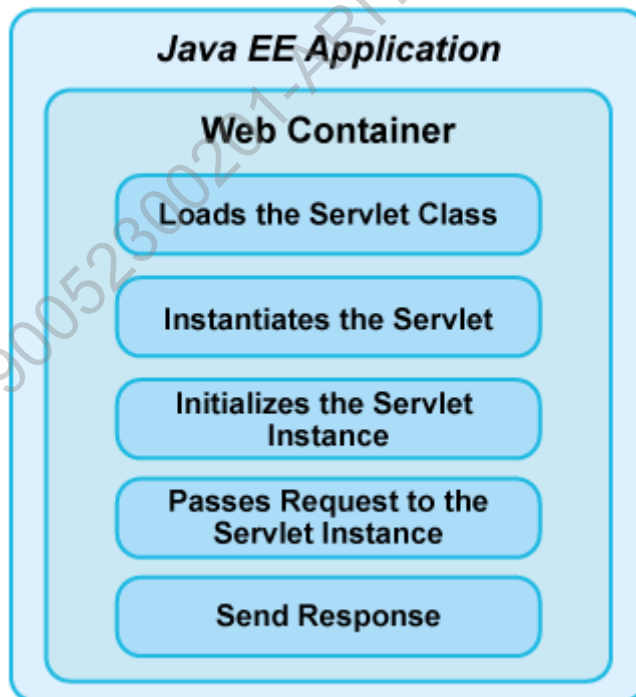 Java EE Application
Web Container
Loads the Servlet Class
Instantiates the Servlet
Initializes the Servlet
Instance
Passes Request to the
Servlet Instance
Send Response